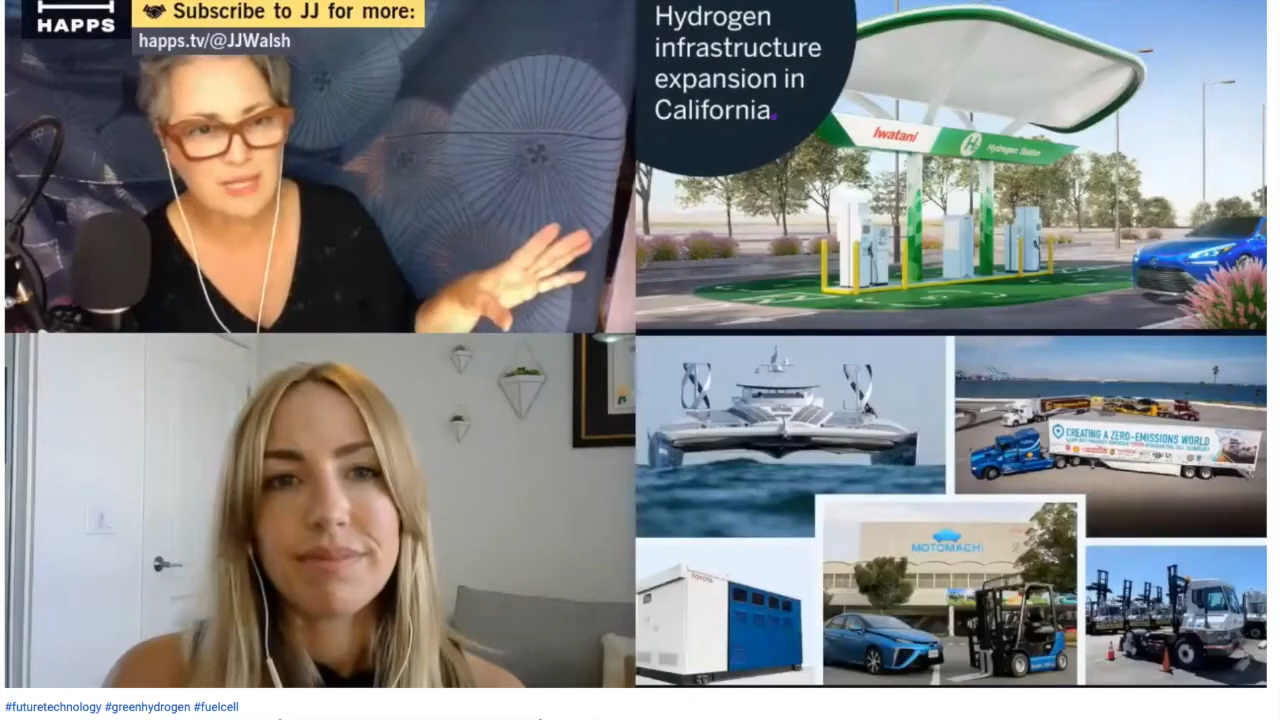 HAPPS
Subscribe to JJ for more:
happs.tv/@JJWalsh
Hydrogen
infrastructure
expansion in
California.
Iwatani
H
Hydrogen Station
CREATING A ZERO-EMISSIONS WORLD
TOYOTA
MOTOMACHI
#futuretechnology #greenhydrogen #fuelcell